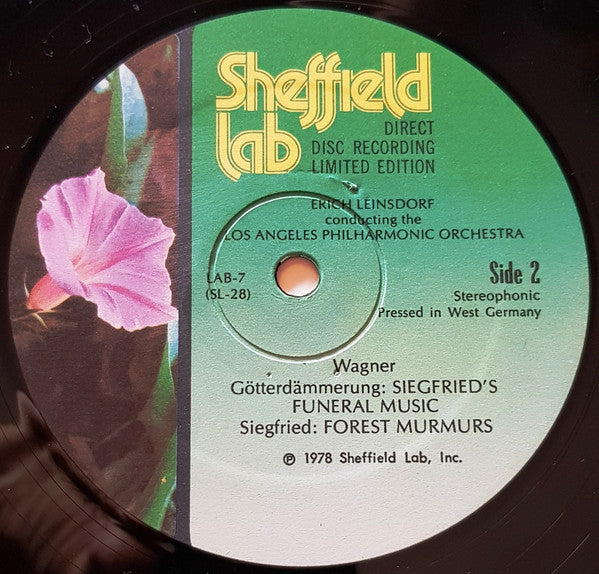 Sheffield
Lab
DIRECT
DISC RECORDING
LIMITED EDITION
ERICH LEINSDORF
conducting the
LOS ANGELES PHILHARMONIC ORCHESTRA
LAB-7
(SL-28)
Side 2
Stereophonic
Pressed in West Germany
Wagner
Götterdämmerung: SIEGFRIED'S
FUNERAL MUSIC
Siegfried: FOREST MURMURS
℗ 1978 Sheffield Lab, Inc.